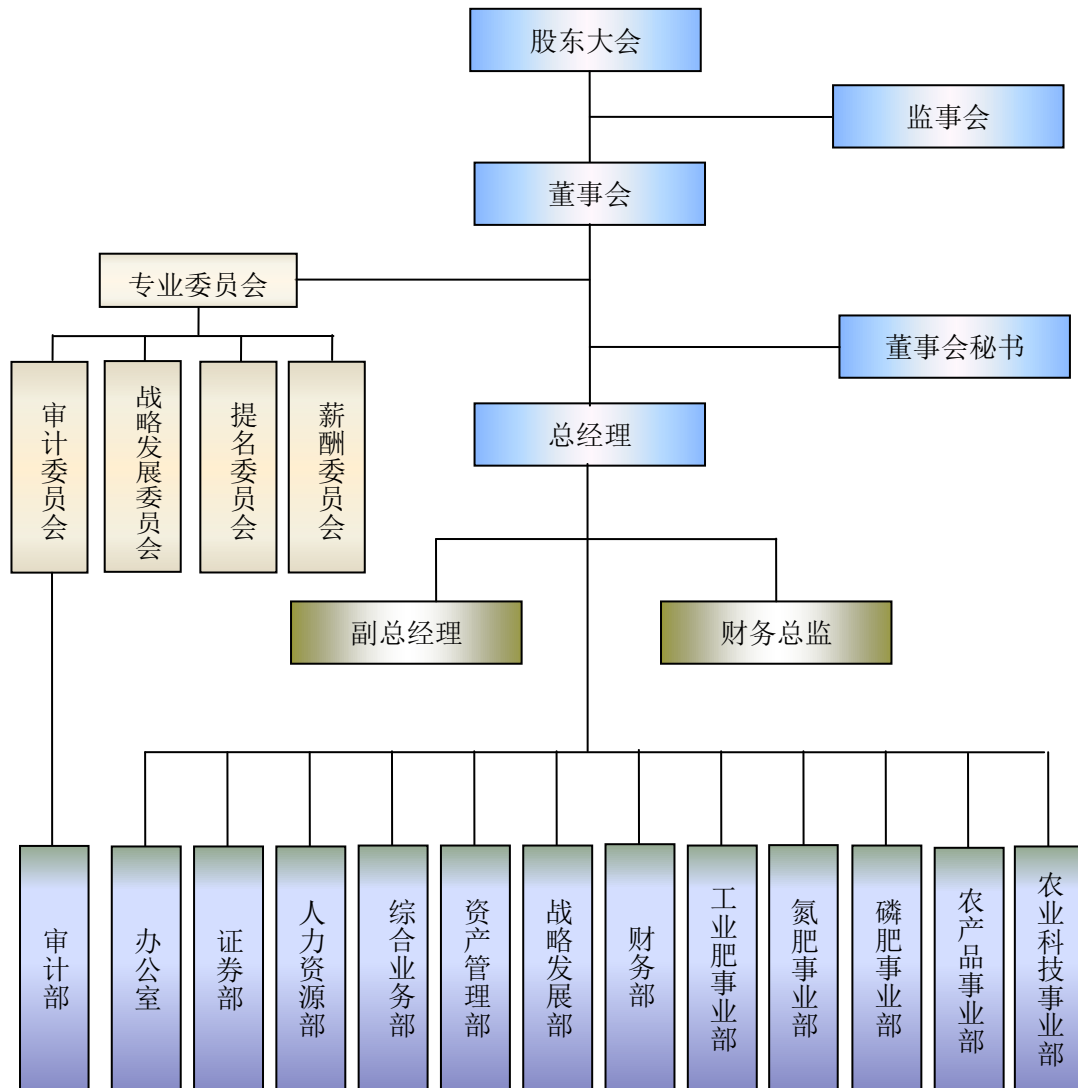 股东大会
监事会
董事会
专业委员会
董事会秘书
审计委员会
战略发展委员会
提名委员会
薪酬委员会
总经理
副总经理
财务总监
审计部
办公室
证券部
人力资源部
综合业务部
资产管理部
战略发展部
财务部
工业肥事业部
氮肥事业部
磷肥事业部
农产品事业部
农业科技事业部